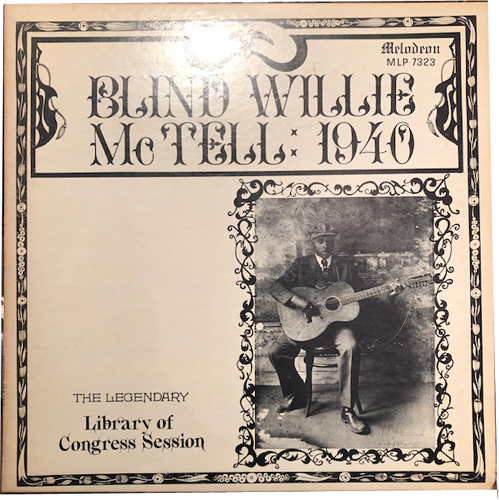 Melodeon
MLP 7323
BLIND WILLIE
McTELL: 1940
THE LEGENDARY
Library of
Congress Session